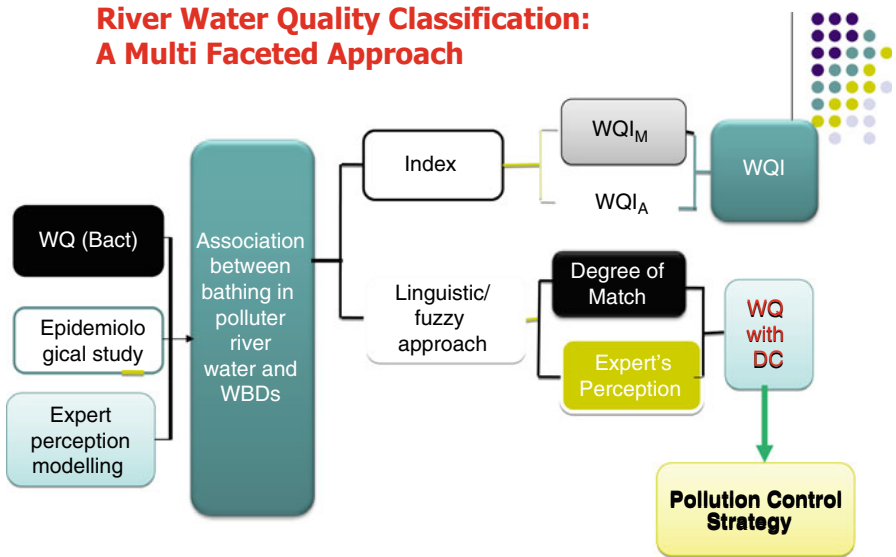 River Water Quality Classification:
A Multi Faceted Approach
WQ (Bact)
Epidemiolo
gical study
Expert
perception
modelling
Association
between
bathing in
polluter river
water and
WBDs
Index
WQI_M
WQI_A
WQI
Linguistic/
fuzzy
approach
Degree of
Match
Expert's
Perception
WQ
with
DC
Pollution Control
Strategy